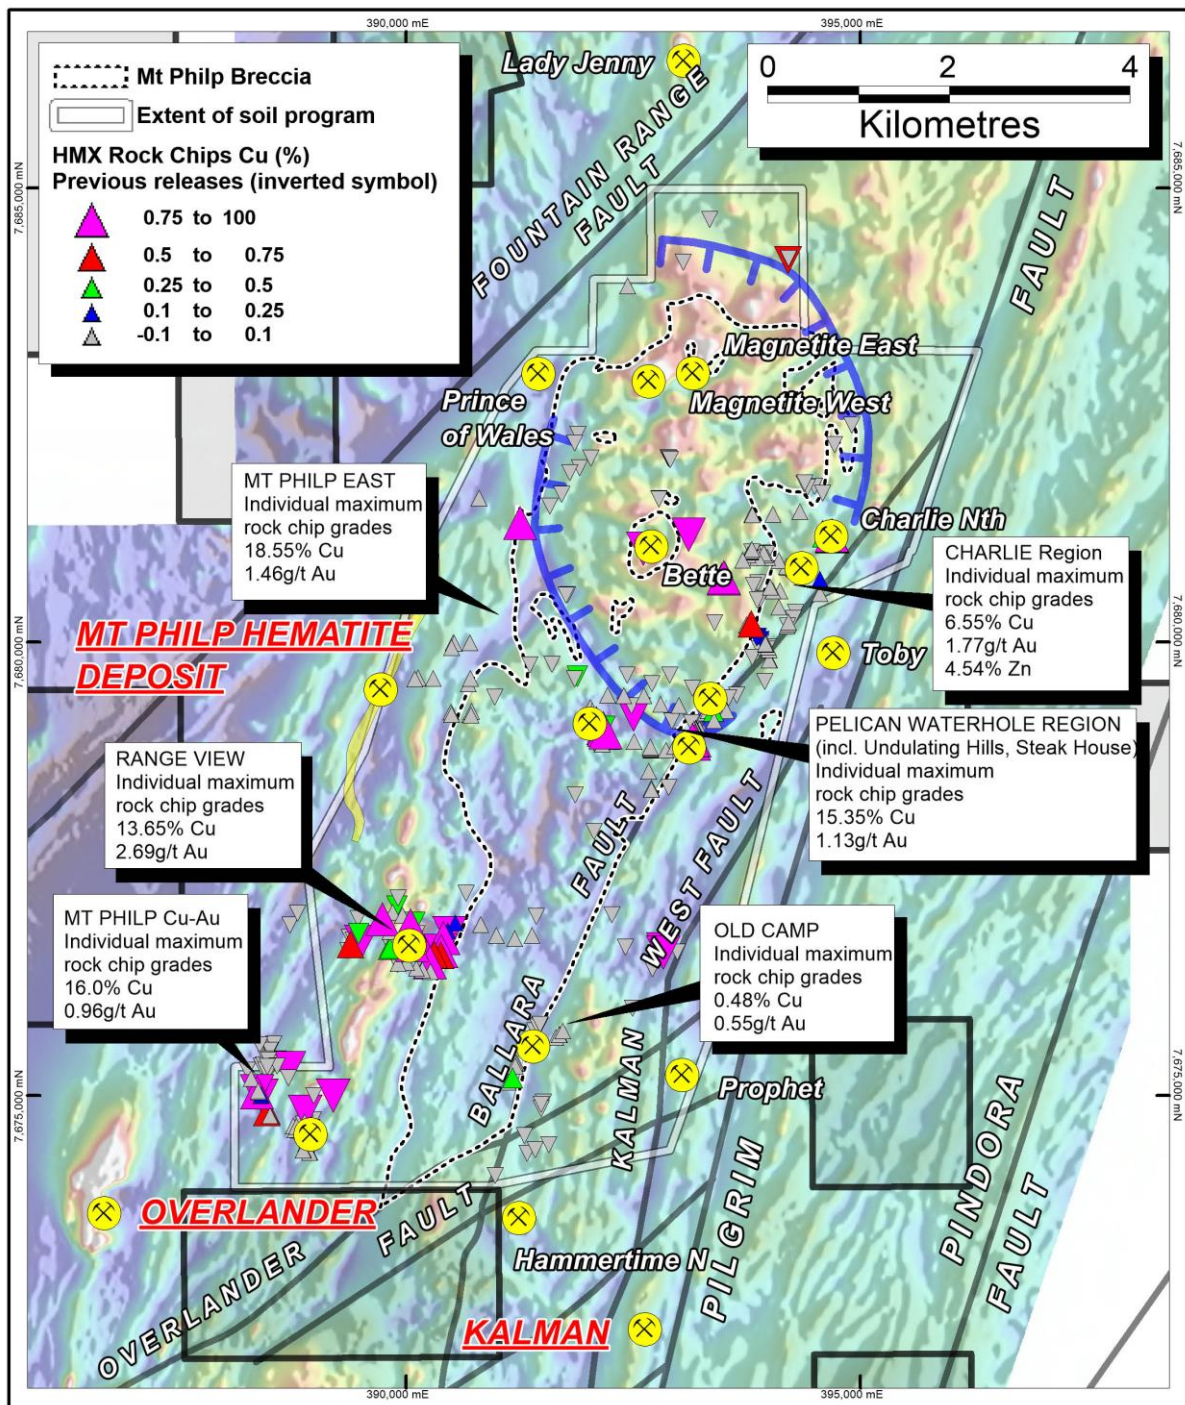 390,000 mE
395,000 mE
7,685,000 mN
7,685,000 mN
Mt Philp Breccia
Extent of soil program
HMX Rock Chips Cu (%)
Previous releases (inverted symbol)
0.75 to 100
0.5 to 0.75
0.25 to 0.5
0.1 to 0.25
-0.1 to 0.1
Lady Jenny
0 2 4
Kilometres
FOUNTAIN RANGE
FAULT
FAULT
Magnetite East
Magnetite West
Prince
of Wales
MT PHILP EAST
Individual maximum
rock chip grades
18.55% Cu
1.46g/t Au
Charlie Nth
Bette
CHARLIE Region
Individual maximum
rock chip grades
6.55% Cu
1.77g/t Au
4.54% Zn
7,680,000 mN
7,680,000 mN
MT PHILP HEMATITE
DEPOSIT
Toby
PELICAN WATERHOLE REGION
(incl. Undulating Hills, Steak House)
Individual maximum
rock chip grades
15.35% Cu
1.13g/t Au
RANGE VIEW
Individual maximum
rock chip grades
13.65% Cu
2.69g/t Au
BALLARA FAULT
KALMAN WEST FAULT
MT PHILP Cu-Au
Individual maximum
rock chip grades
16.0% Cu
0.96g/t Au
OLD CAMP
Individual maximum
rock chip grades
0.48% Cu
0.55g/t Au
7,675,000 mN
7,675,000 mN
Prophet
PILGRIM
PINDORA
FAULT
OVERLANDER
Hammertime N
OVERLANDER FAULT
KALMAN
390,000 mE
395,000 mE